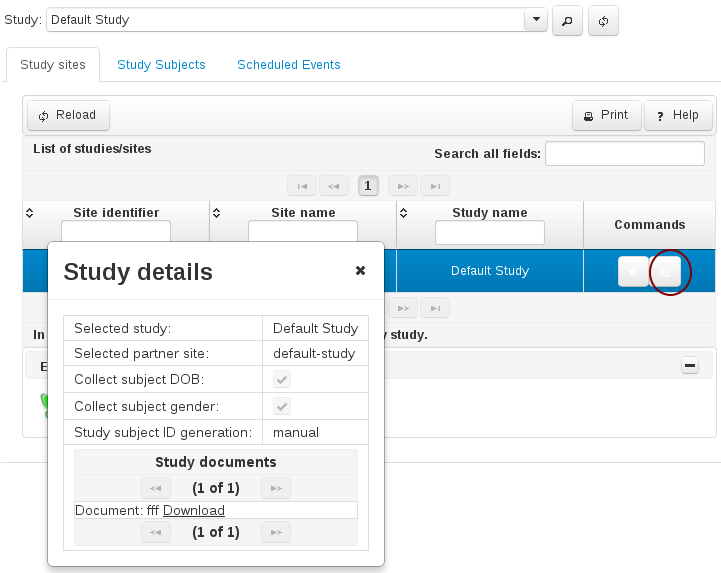 Study: Default Study
Study sites Study Subjects Scheduled Events
Reload Print ? Help
List of studies/sites Search all fields:
1
Site identifier Site name Study name Commands
Default Study
Study details
Selected study: Default Study
Selected partner site: default-study
Collect subject DOB:
Collect subject gender:
Study subject ID generation: manual
Study documents
(1 of 1)
Document: fff Download
(1 of 1)
In study.
E